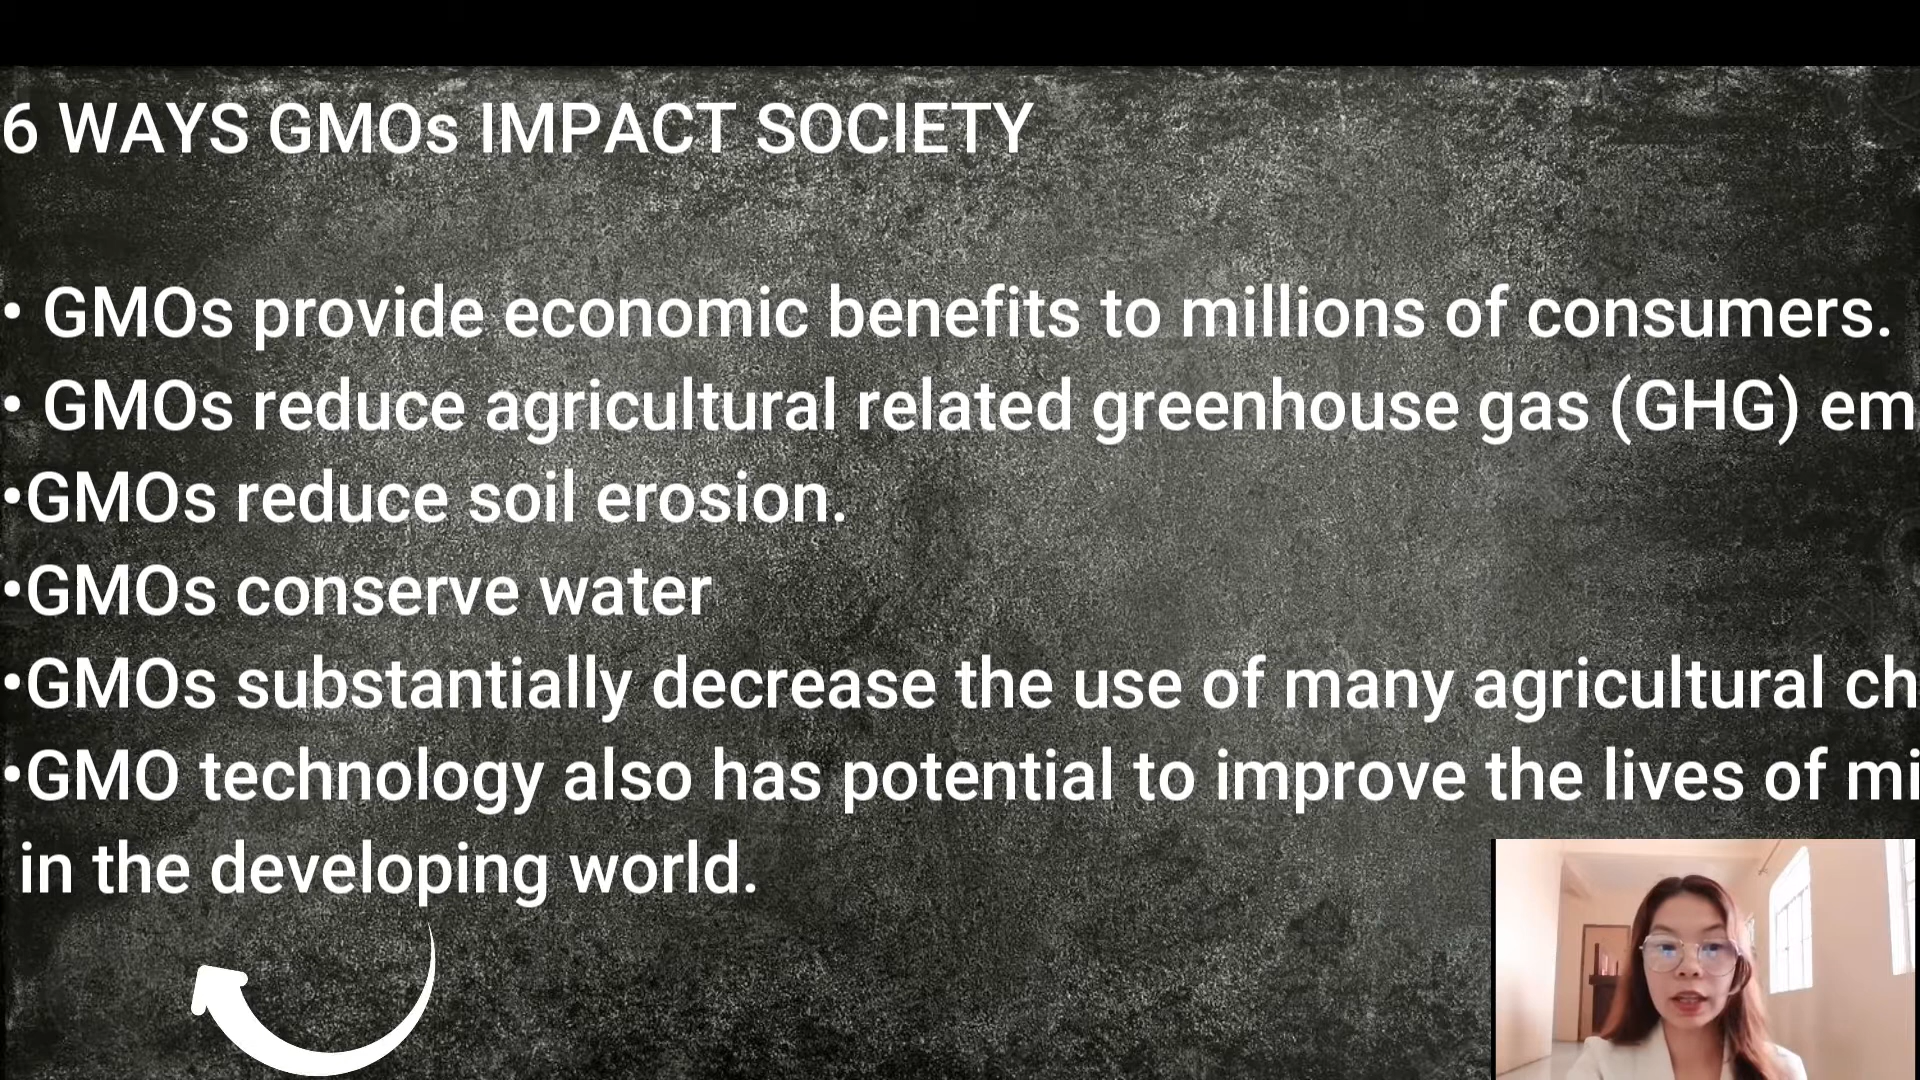 6 WAYS GMOs IMPACT SOCIETY
• GMOs provide economic benefits to millions of consumers.
• GMOs reduce agricultural related greenhouse gas (GHG) em
•GMOs reduce soil erosion.
•GMOs conserve water
•GMOs substantially decrease the use of many agricultural ch
•GMO technology also has potential to improve the lives of mi
in the developing world.